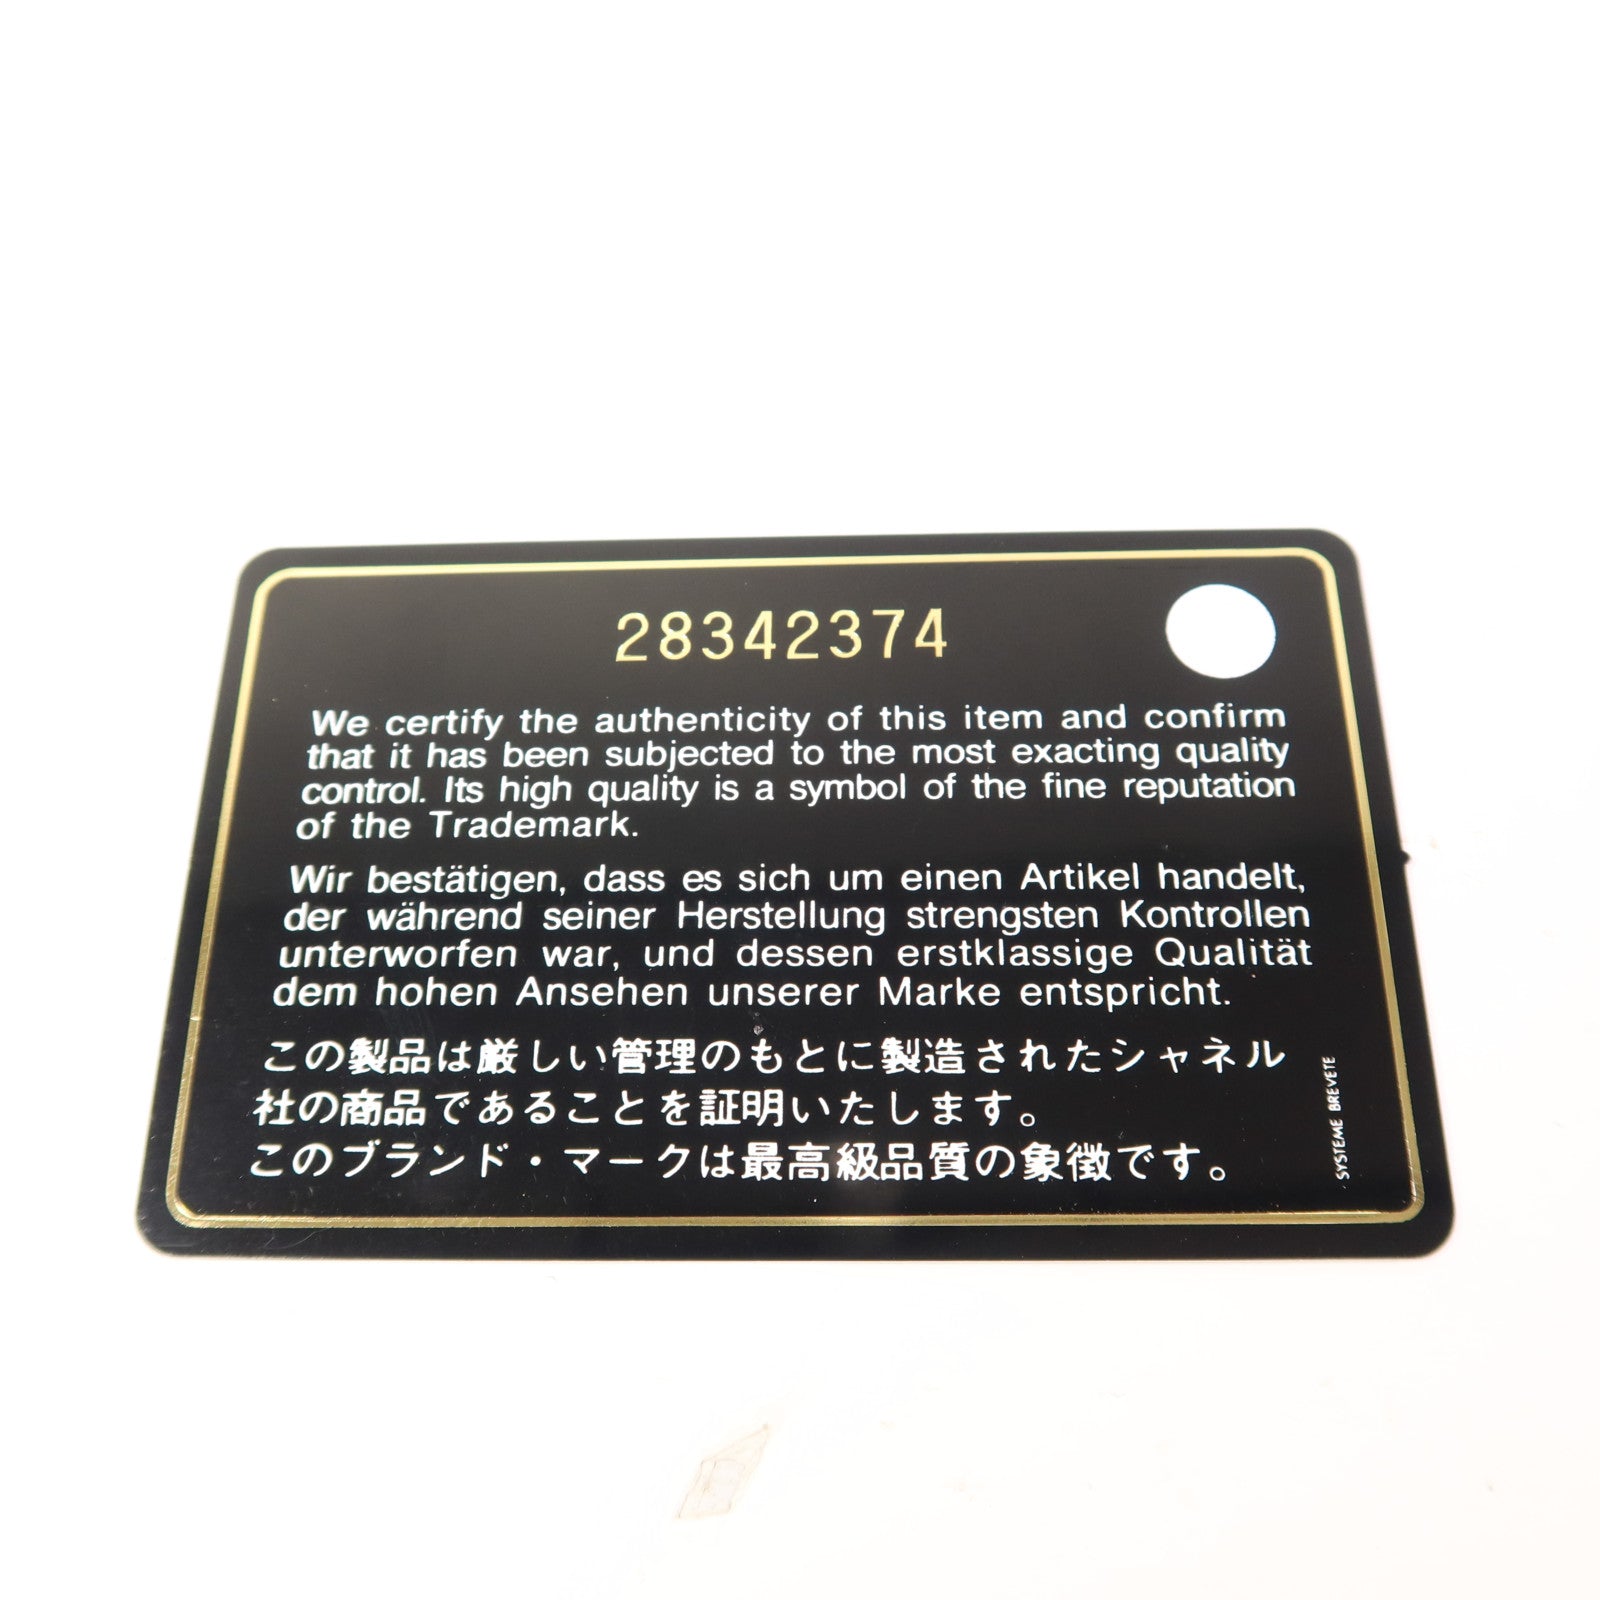 28342374
We certify the authenticity of this item and confirm
that it has been subjected to the most exacting quality
control. Its high quality is a symbol of the fine reputation
of the Trademark.
Wir bestätigen, dass es sich um einen Artikel handelt,
der während seiner Herstellung strengsten Kontrollen
unterworfen war, und dessen erstklassige Qualität
dem hohen Ansehen unserer Marke entspricht.
この製品は厳しい管理のもとに製造されたシャネル
社の商品であることを証明いたします。
このブランド・マークは最高級品質の象徴です。
SYSTEME BREVETE